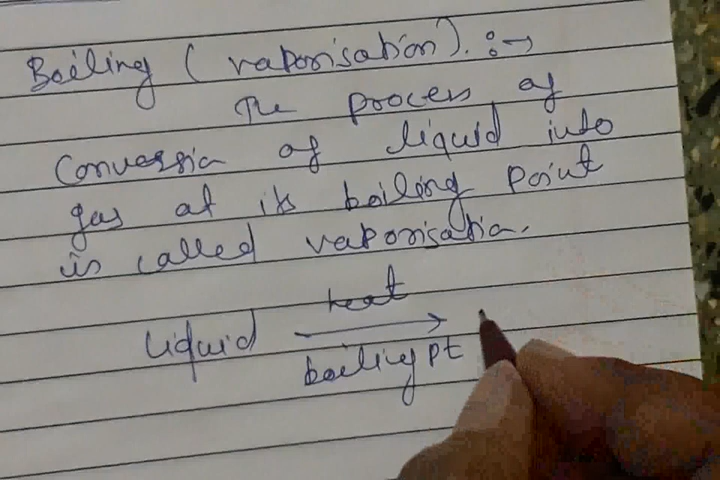 Boiling (vaporisation). :→
The process of
conversion of liquid into
gas at its boiling point
is called vaporisation.
heat
liquid →
boiling pt